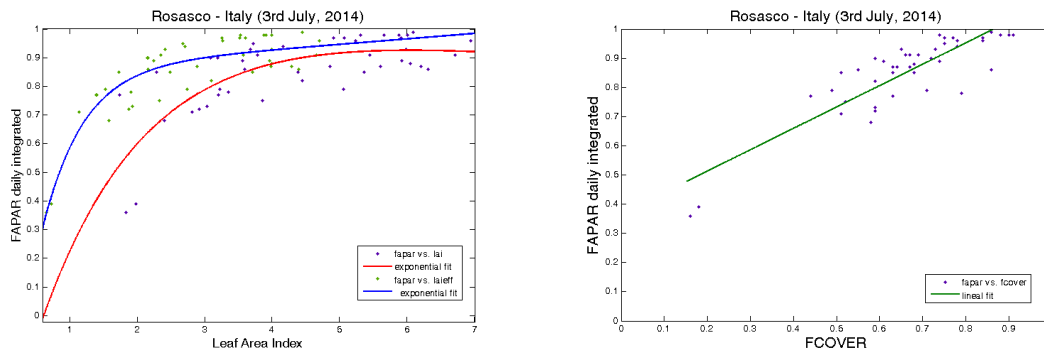 Rosasco - Italy (3rd July, 2014)
FAPAR daily integrated
1
0.9
0.8
0.7
0.6
0.5
0.4
0.3
0.2
0.1
0
1 2 3 4 5 6 7
Leaf Area Index
fapar vs. lai
exponential fit
fapar vs. laieff
exponential fit
Rosasco - Italy (3rd July, 2014)
FAPAR daily integrated
1
0.9
0.8
0.7
0.6
0.5
0.4
0.3
0.2
0.1
0
0 0.1 0.2 0.3 0.4 0.5 0.6 0.7 0.8 0.9
FCOVER
fapar vs. fcover
lineal fit